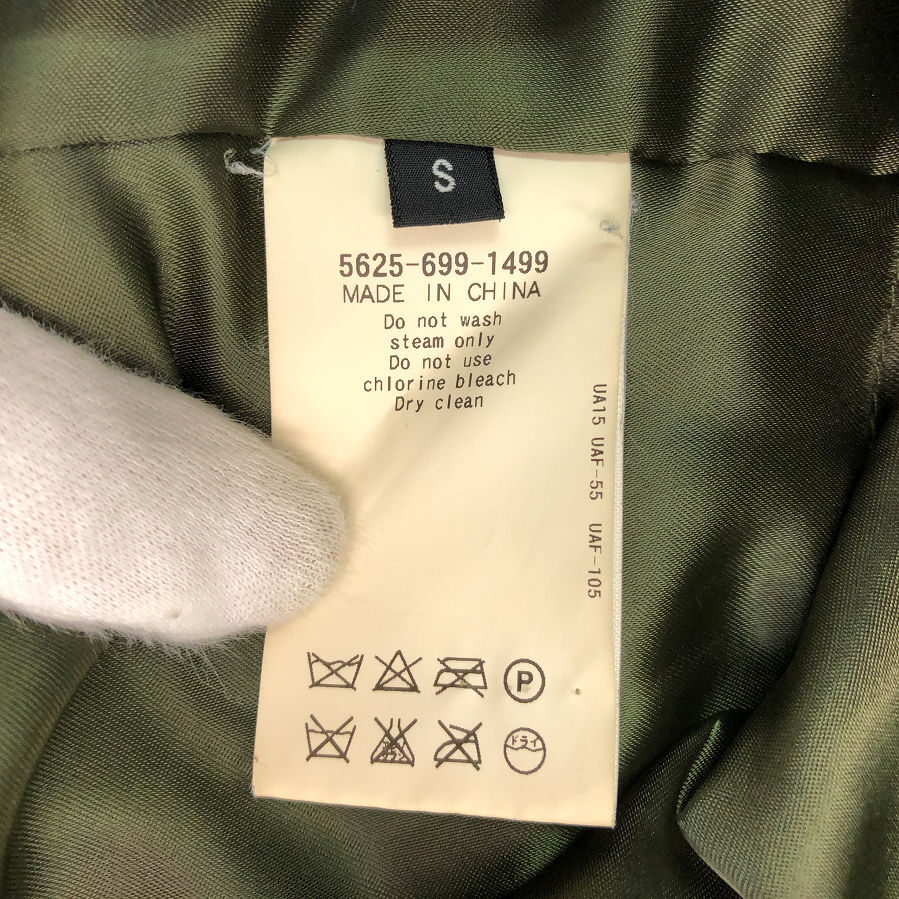 S
5625-699-1499
MADE IN CHINA
Do not wash
steam only
Do not use
chlorine bleach
Dry clean
UA15 UAF-55 UAF-105
P
ドライ